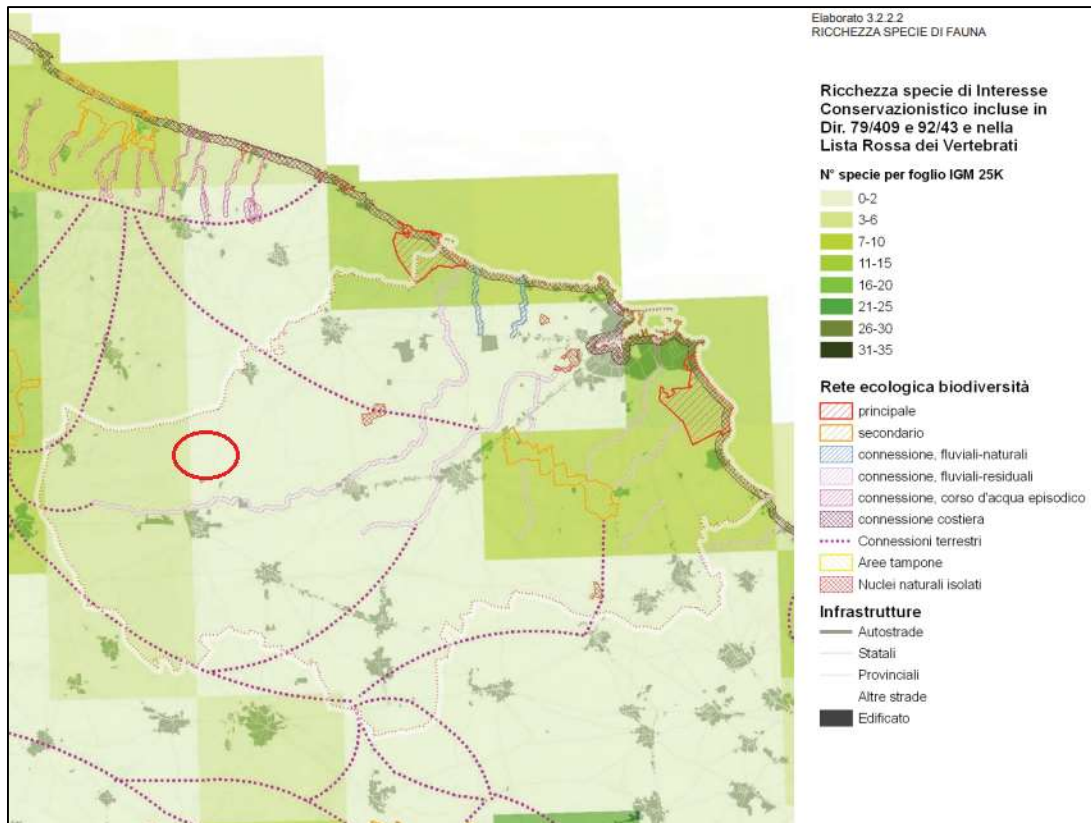 Elaborato 3.2.2.2
RICCHEZZA SPECIE DI FAUNA
Ricchezza specie di Interesse
Conservazionistico incluse in
Dir. 79/409 e 92/43 e nella
Lista Rossa dei Vertebrati
N° specie per foglio IGM 25K
0-2
3-6
7-10
11-15
16-20
21-25
26-30
31-35
Rete ecologica biodiversità
principale
secondario
connessione, fluviali-naturali
connessione, fluviali-residuali
connessione, corso d'acqua episodico
connessione costiera
Connessioni terrestri
Aree tampone
Nuclei naturali isolati
Infrastrutture
Autostrade
Statali
Provinciali
Altre strade
Edificato